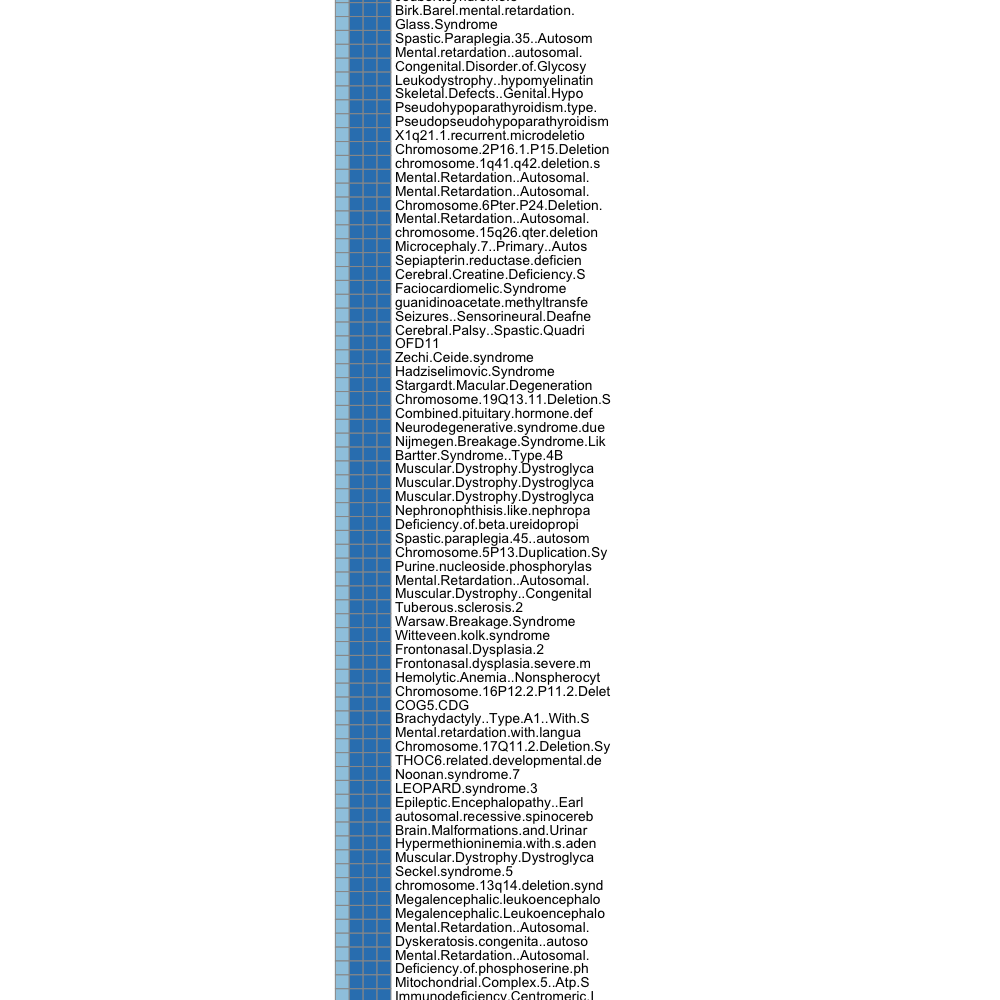 Birk.Barel.mental.retardation.
Glass.Syndrome
Spastic.Paraplegia.35..Autosom
Mental.retardation..autosomal.
Congenital.Disorder.of.Glycosy
Leukodystrophy..hypomyelinatin
Skeletal.Defects..Genital.Hypo
Pseudohypoparathyroidism.type.
Pseudopseudohypoparathyroidism
X1q21.1.recurrent.microdeletio
Chromosome.2P16.1.P15.Deletion
chromosome.1q41.q42.deletion.s
Mental.Retardation..Autosomal.
Mental.Retardation..Autosomal.
Chromosome.6Pter.P24.Deletion.
Mental.Retardation..Autosomal.
chromosome.15q26.qter.deletion
Microcephaly.7..Primary..Autos
Sepiapterin.reductase.deficien
Cerebral.Creatine.Deficiency.S
Faciocardiomelic.Syndrome
guanidinoacetate.methyltransfe
Seizures..Sensorineural.Deafne
Cerebral.Palsy..Spastic.Quadri
OFD11
Zechi.Ceide.syndrome
Hadziselimovic.Syndrome
Stargardt.Macular.Degeneration
Chromosome.19Q13.11.Deletion.S
Combined.pituitary.hormone.def
Neurodegenerative.syndrome.due
Nijmegen.Breakage.Syndrome.Lik
Bartter.Syndrome..Type.4B
Muscular.Dystrophy.Dystroglyca
Muscular.Dystrophy.Dystroglyca
Muscular.Dystrophy.Dystroglyca
Nephronophthisis.like.nephropa
Deficiency.of.beta.ureidopropi
Spastic.paraplegia.45..autosom
Chromosome.5P13.Duplication.Sy
Purine.nucleoside.phosphorylas
Mental.Retardation..Autosomal.
Muscular.Dystrophy..Congenital
Tuberous.sclerosis.2
Warsaw.Breakage.Syndrome
Witteveen.kolk.syndrome
Frontonasal.Dysplasia.2
Frontonasal.dysplasia.severe.m
Hemolytic.Anemia..Nonspherocyt
Chromosome.16P12.2.P11.2.Delet
COG5.CDG
Brachydactyly..Type.A1..With.S
Mental.retardation.with.langua
Chromosome.17Q11.2.Deletion.Sy
THOC6.related.developmental.de
Noonan.syndrome.7
LEOPARD.syndrome.3
Epileptic.Encephalopathy..Earl
autosomal.recessive.spinocereb
Brain.Malformations.and.Urinar
Hypermethioninemia.with.s.aden
Muscular.Dystrophy.Dystroglyca
Seckel.syndrome.5
chromosome.13q14.deletion.synd
Megalencephalic.leukoencephalo
Megalencephalic.Leukoencephalo
Mental.Retardation..Autosomal.
Dyskeratosis.congenita..autoso
Mental.Retardation..Autosomal.
Deficiency.of.phosphoserine.ph
Mitochondrial.Complex.5..Atp.S
Immunodeficiency.Centromeric.I